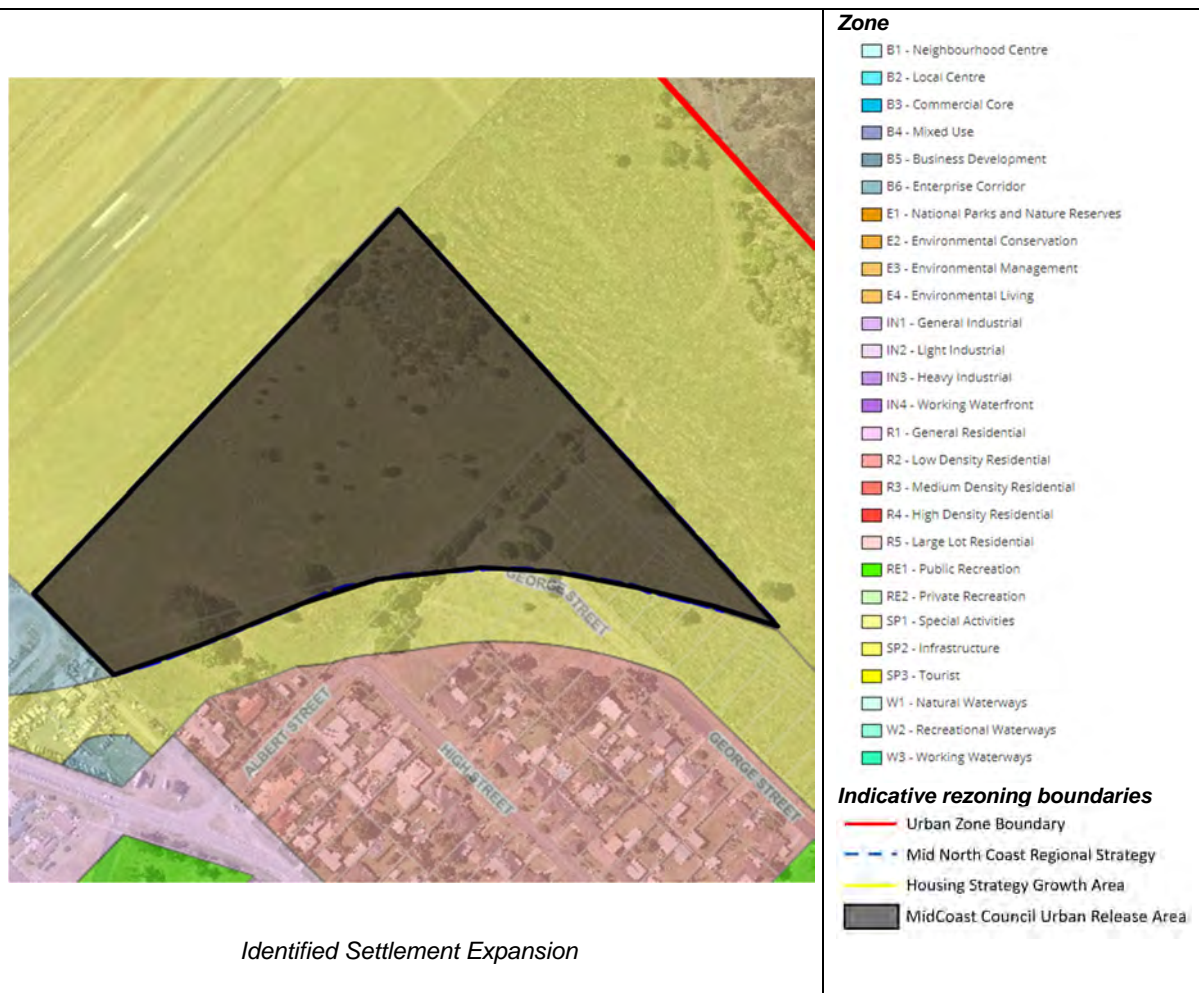 Zone
B1 - Neighbourhood Centre
B2 - Local Centre
B3 - Commercial Core
B4 - Mixed Use
B5 - Business Development
B6 - Enterprise Corridor
E1 - National Parks and Nature Reserves
E2 - Environmental Conservation
E3 - Environmental Management
E4 - Environmental Living
IN1 - General Industrial
IN2 - Light Industrial
IN3 - Heavy Industrial
IN4 - Working Waterfront
R1 - General Residential
R2 - Low Density Residential
R3 - Medium Density Residential
R4 - High Density Residential
R5 - Large Lot Residential
RE1 - Public Recreation
RE2 - Private Recreation
SP1 - Special Activities
SP2 - Infrastructure
SP3 - Tourist
W1 - Natural Waterways
W2 - Recreational Waterways
W3 - Working Waterways
Indicative rezoning boundaries
Urban Zone Boundary
Mid North Coast Regional Strategy
Housing Strategy Growth Area
MidCoast Council Urban Release Area
GEORGE STREET
ALBERT STREET
HIGH STREET
GEORGE STREET
Identified Settlement Expansion